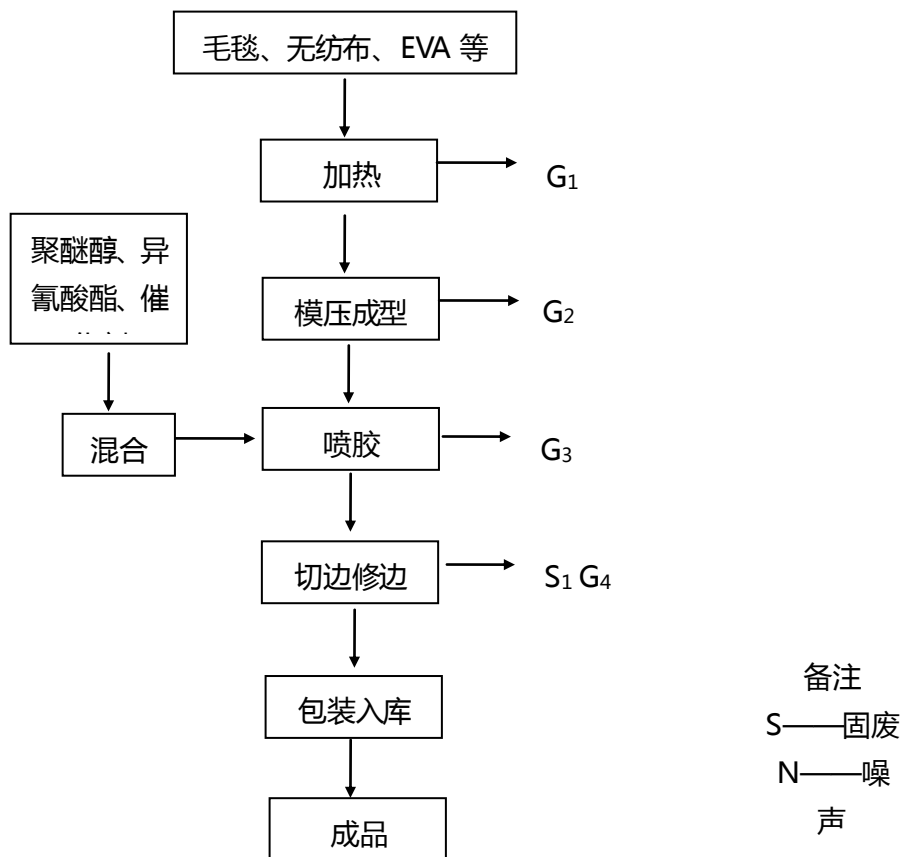 毛毯、无纺布、EVA 等
加热
G1
聚醚醇、异
氰酸酯、催
模压成型
G2
混合
喷胶
G3
切边修边
S1 G4
包装入库
成品
备注
S——固废
N——噪
声